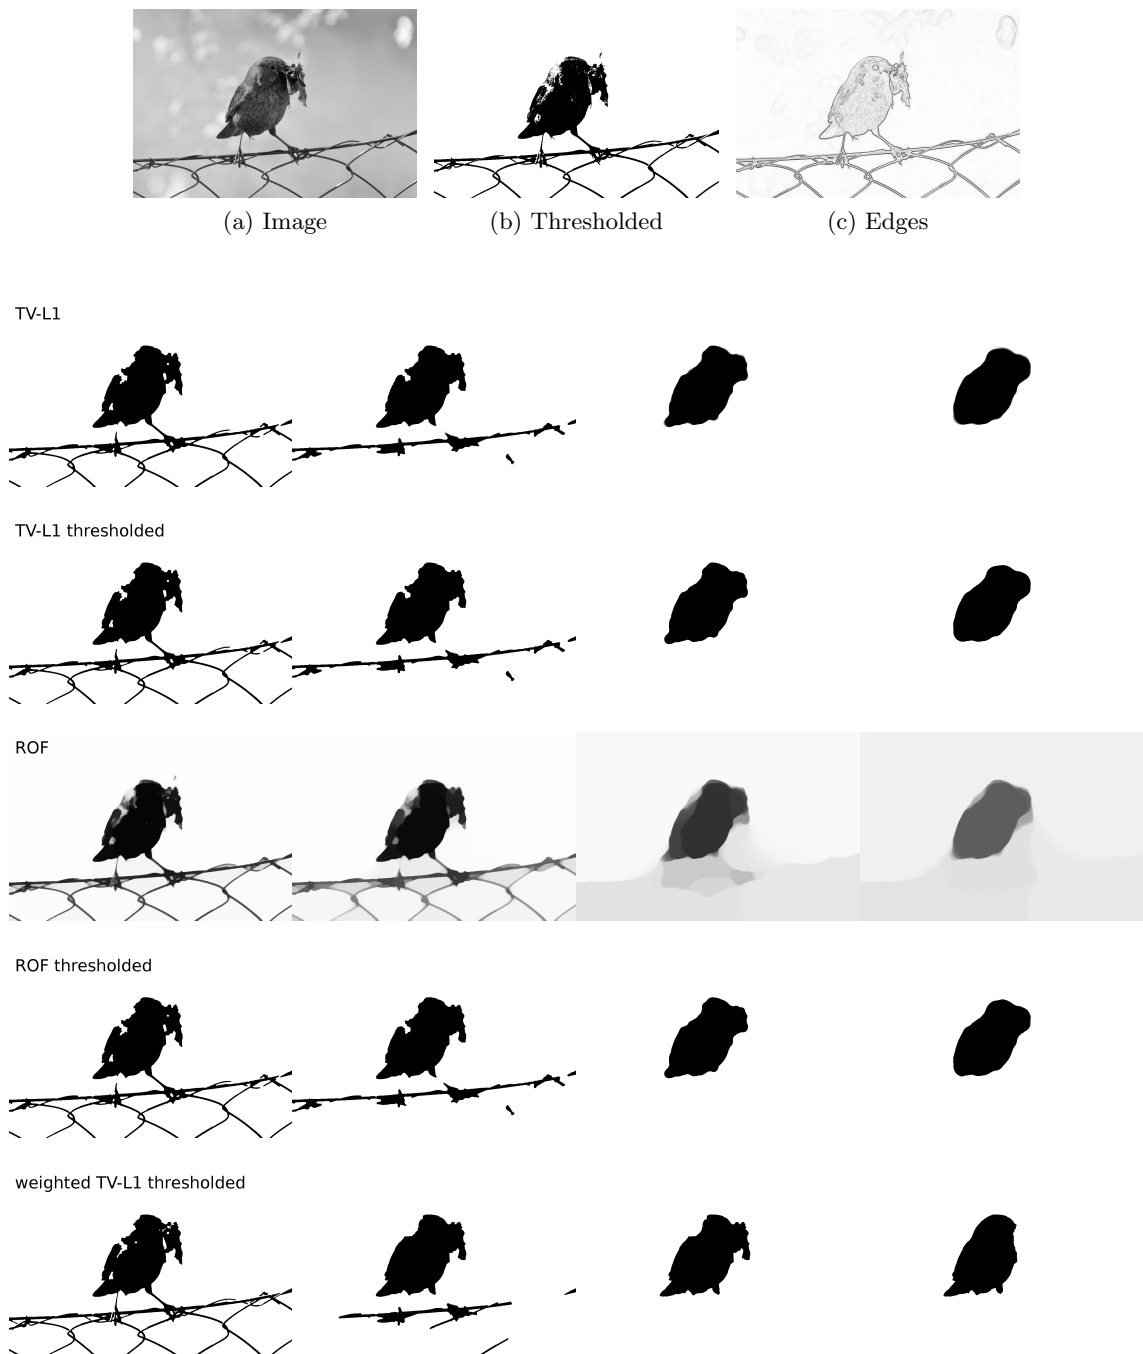 (a) Image
(b) Thresholded
(c) Edges
TV-L1
TV-L1 thresholded
ROF
ROF thresholded
weighted TV-L1 thresholded